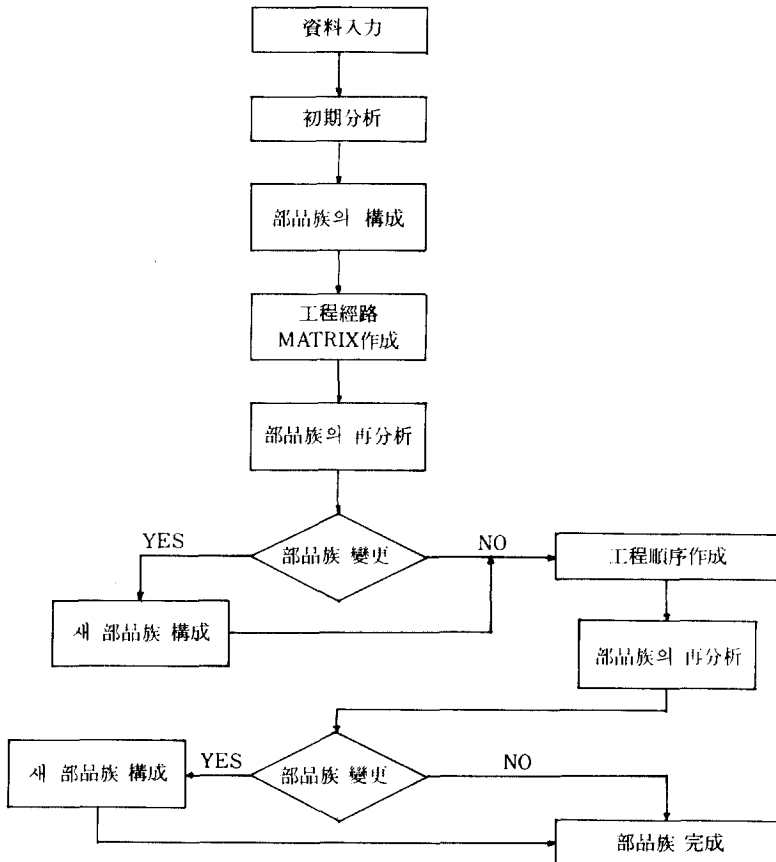 資料入力
初期分析
部品族의 構成
工程經路
MATRIX作成
部品族의 再分析
YES
部品族 變更
NO
工程順序作成
새 部品族 構成
部品族의 再分析
새 部品族 構成
YES
部品族 變更
NO
部品族 完成